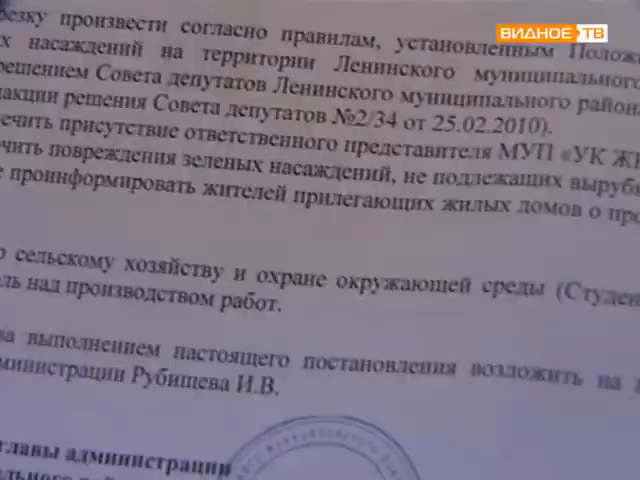 ВИДНОЕ ТВ
резку произвести согласно правилам, установленным Полож
х насаждений на территории Ленинского муниципального
решением Совета депутатов Ленинского муниципального район
дакции решения Совета депутатов №2/34 от 25.02.2010).
ечить присутствие ответственного представителя МУП «УК Ж
чить повреждения зеленых насаждений, не подлежащих выруб
е проинформировать жителей прилегающих жилых домов о про
о сельскому хозяйству и охране окружающей среды (Студен
ль над производством работ.
за выполнением настоящего постановления возложить на
министрации Рубищева И.В.
главы администрации